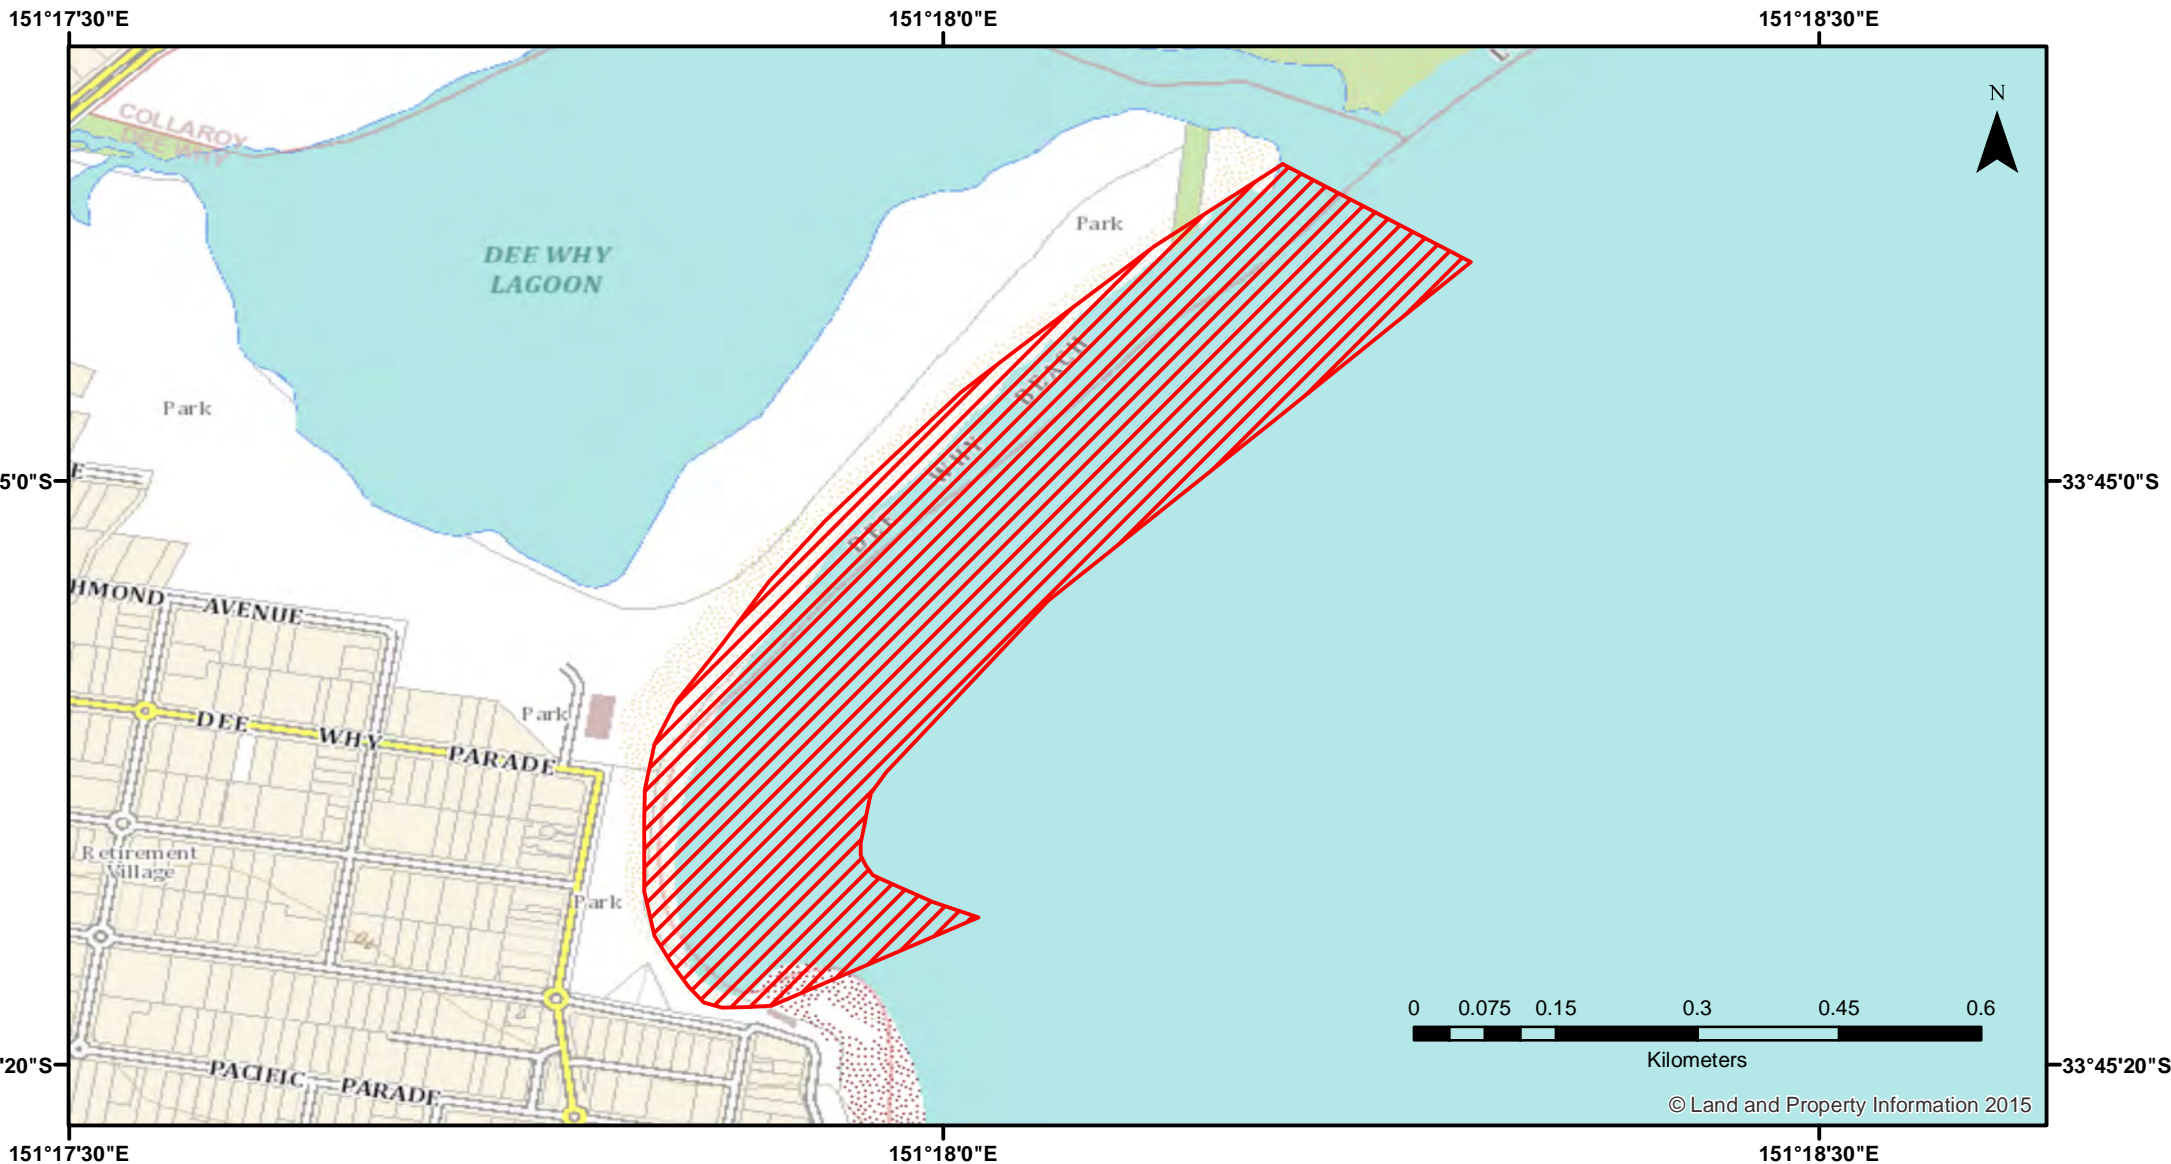 151°17'30"E 151°18'0"E 151°18'30"E
N
COLLAROY
DEE WHY
Park
DEE WHY
LAGOON
BEACH
Park
WHY
5'0"S 33°45'0"S
E
DEE
HMOND AVENUE
Park
DEE WHY PARADE
Retirement
Village
Park
0 0.075 0.15 0.3 0.45 0.6
Kilometers
'20"S 33°45'20"S
PACIFIC PARADE
© Land and Property Information 2015
151°17'30"E 151°18'0"E 151°18'30"E